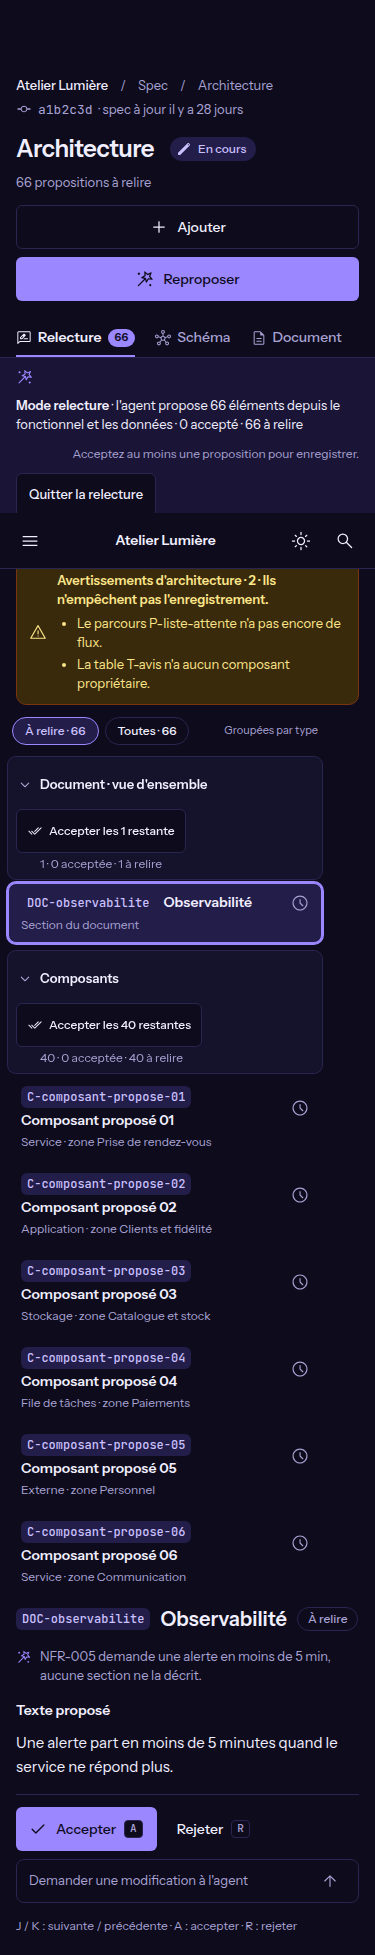 Atelier Lumière / Spec / Architecture
a1b2c3d · spec à jour il y a 28 jours
Architecture En cours
66 propositions à relire
Ajouter
Reproposer
Relecture 66 Schéma Document
Mode relecture · l'agent propose 66 éléments depuis le
fonctionnel et les données · 0 accepté · 66 à relire
Acceptez au moins une proposition pour enregistrer.
Quitter la relecture
Atelier Lumière
Avertissements d'architecture · 2 · Ils
n'empêchent pas l'enregistrement.
• Le parcours P-liste-attente n'a pas encore de
flux.
• La table T-avis n'a aucun composant
propriétaire.
À relire · 66 Toutes · 66 Groupées par type
Document · vue d'ensemble
Accepter les 1 restante
1 · 0 acceptée · 1 à relire
DOC-observabilite Observabilité
Section du document
Composants
Accepter les 40 restantes
40 · 0 acceptée · 40 à relire
C-composant-propose-01
Composant proposé 01
Service · zone Prise de rendez-vous
C-composant-propose-02
Composant proposé 02
Application · zone Clients et fidélité
C-composant-propose-03
Composant proposé 03
Stockage · zone Catalogue et stock
C-composant-propose-04
Composant proposé 04
File de tâches · zone Paiements
C-composant-propose-05
Composant proposé 05
Externe · zone Personnel
C-composant-propose-06
Composant proposé 06
Service · zone Communication
DOC-observabilite Observabilité À relire
NFR-005 demande une alerte en moins de 5 min,
aucune section ne la décrit.
Texte proposé
Une alerte part en moins de 5 minutes quand le
service ne répond plus.
Accepter A Rejeter R
Demander une modification à l'agent
J / K : suivante / précédente · A : accepter · R : rejeter